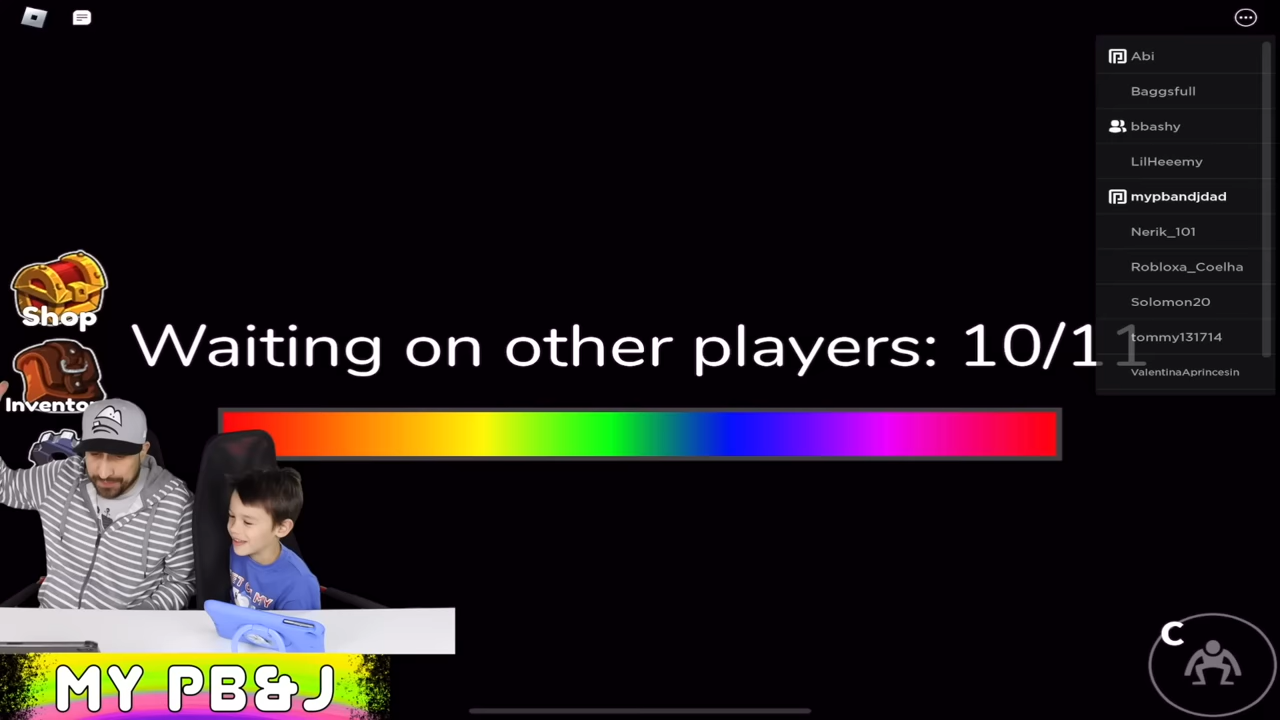 Abi
Baggsfull
bbashy
LilHeeemy
mypbandjdad
Nerik_101
Robloxa_Coelha
Solomon20
tommy131714
ValentinaAprincesin
Shop
Waiting on other players: 10/11
Invento
C
MY PB&J